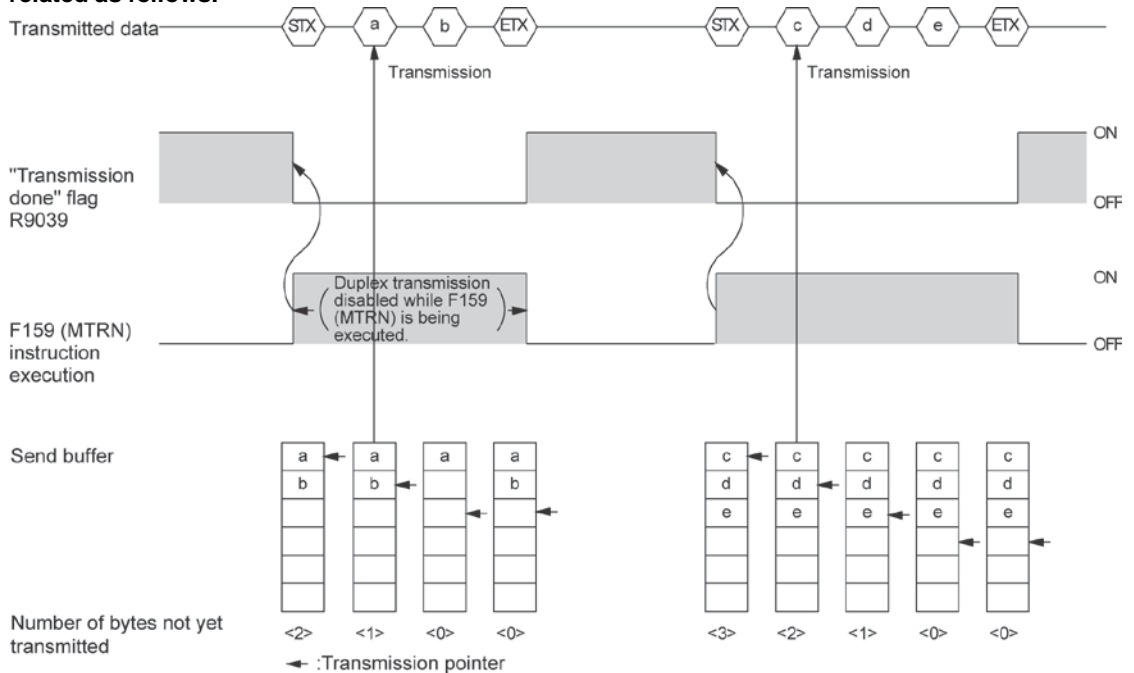 related as follows.
Transmitted data
STX a b ETX STX c d e ETX
Transmission Transmission
"Transmission
done" flag
R9039
ON
OFF
F159 (MTRN)
instruction
execution
Duplex transmission
disabled while F159
(MTRN) is being
executed.
ON
OFF
Send buffer
a a a a c c c c c
b b b d d d d d
e e e e e
Number of bytes not yet
transmitted
<2> <1> <0> <0> <3> <2> <1> <0> <0>
:Transmission pointer